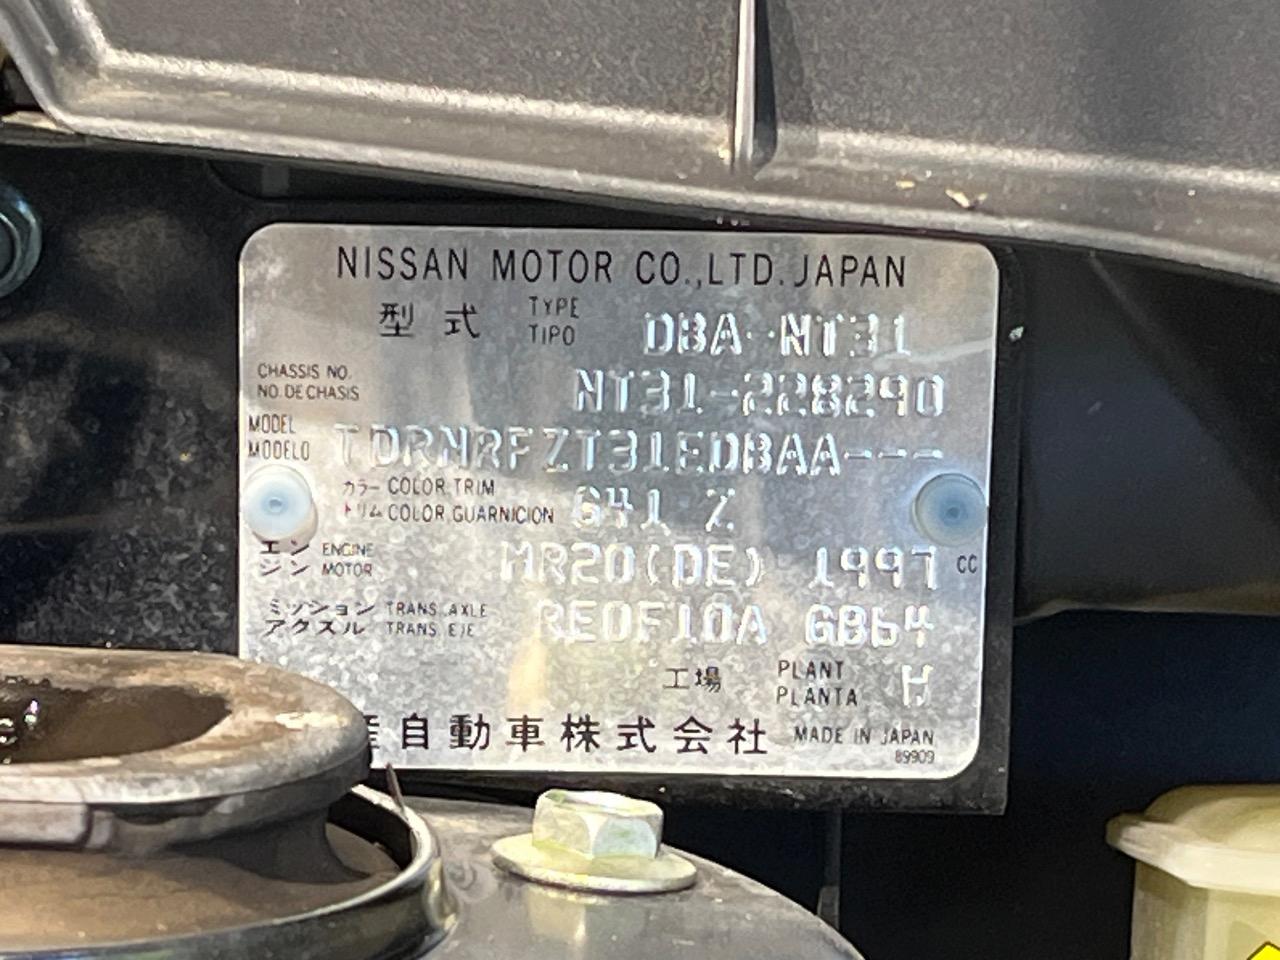 NISSAN MOTOR CO.,LTD. JAPAN
型式 TYPE TIPO DBA-NT31
CHASSIS NO. NO. DE CHASIS NT31-228290
MODEL MODELO TDRNRFZT31EDBAA---
カラー COLOR, TRIM トリム COLOR, GUARNICION G41 Z
エンジン ENGINE MOTOR MR20(DE) 1997 CC
ミッション アクスル TRANS. AXLE TRANS. EJE RE0F10A GB64
工場 PLANT PLANTA H
産自動車株式会社 MADE IN JAPAN
89909